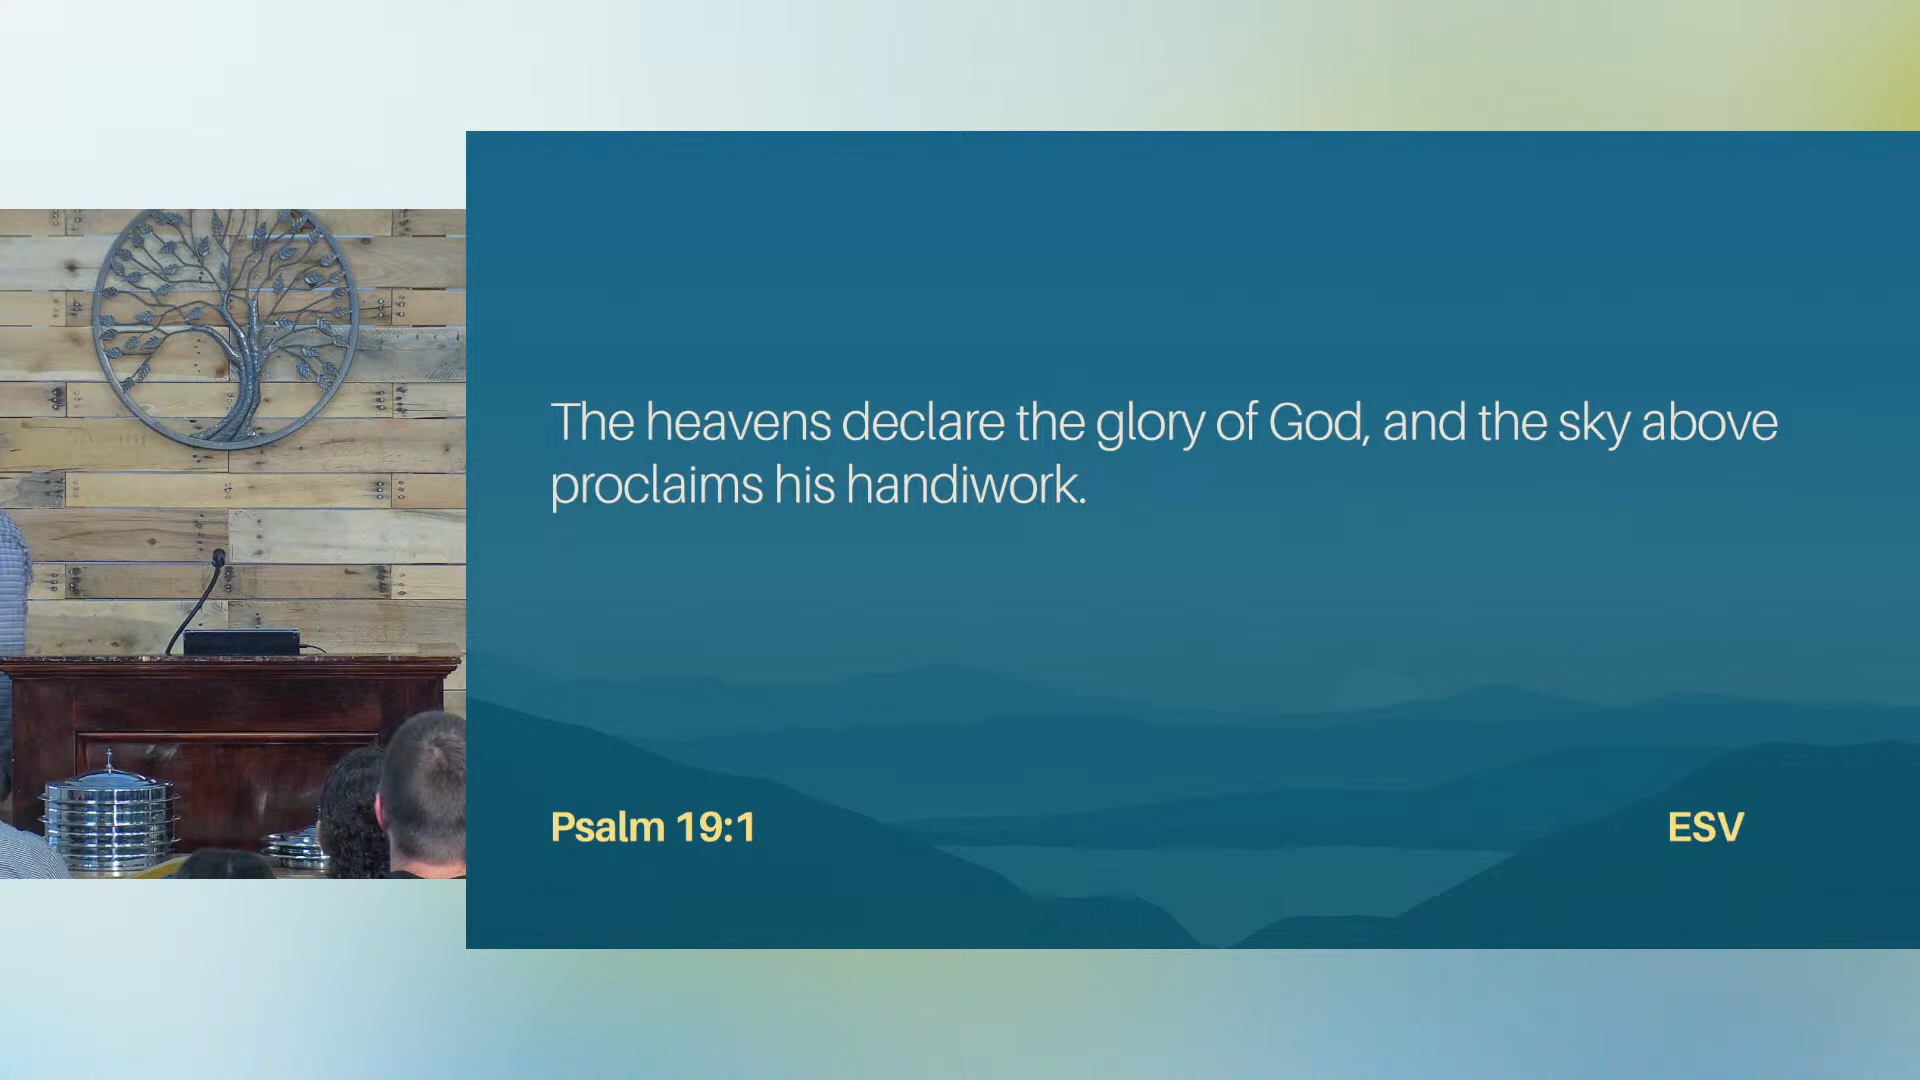 The heavens declare the glory of God, and the sky above
proclaims his handiwork.
Psalm 19:1
ESV